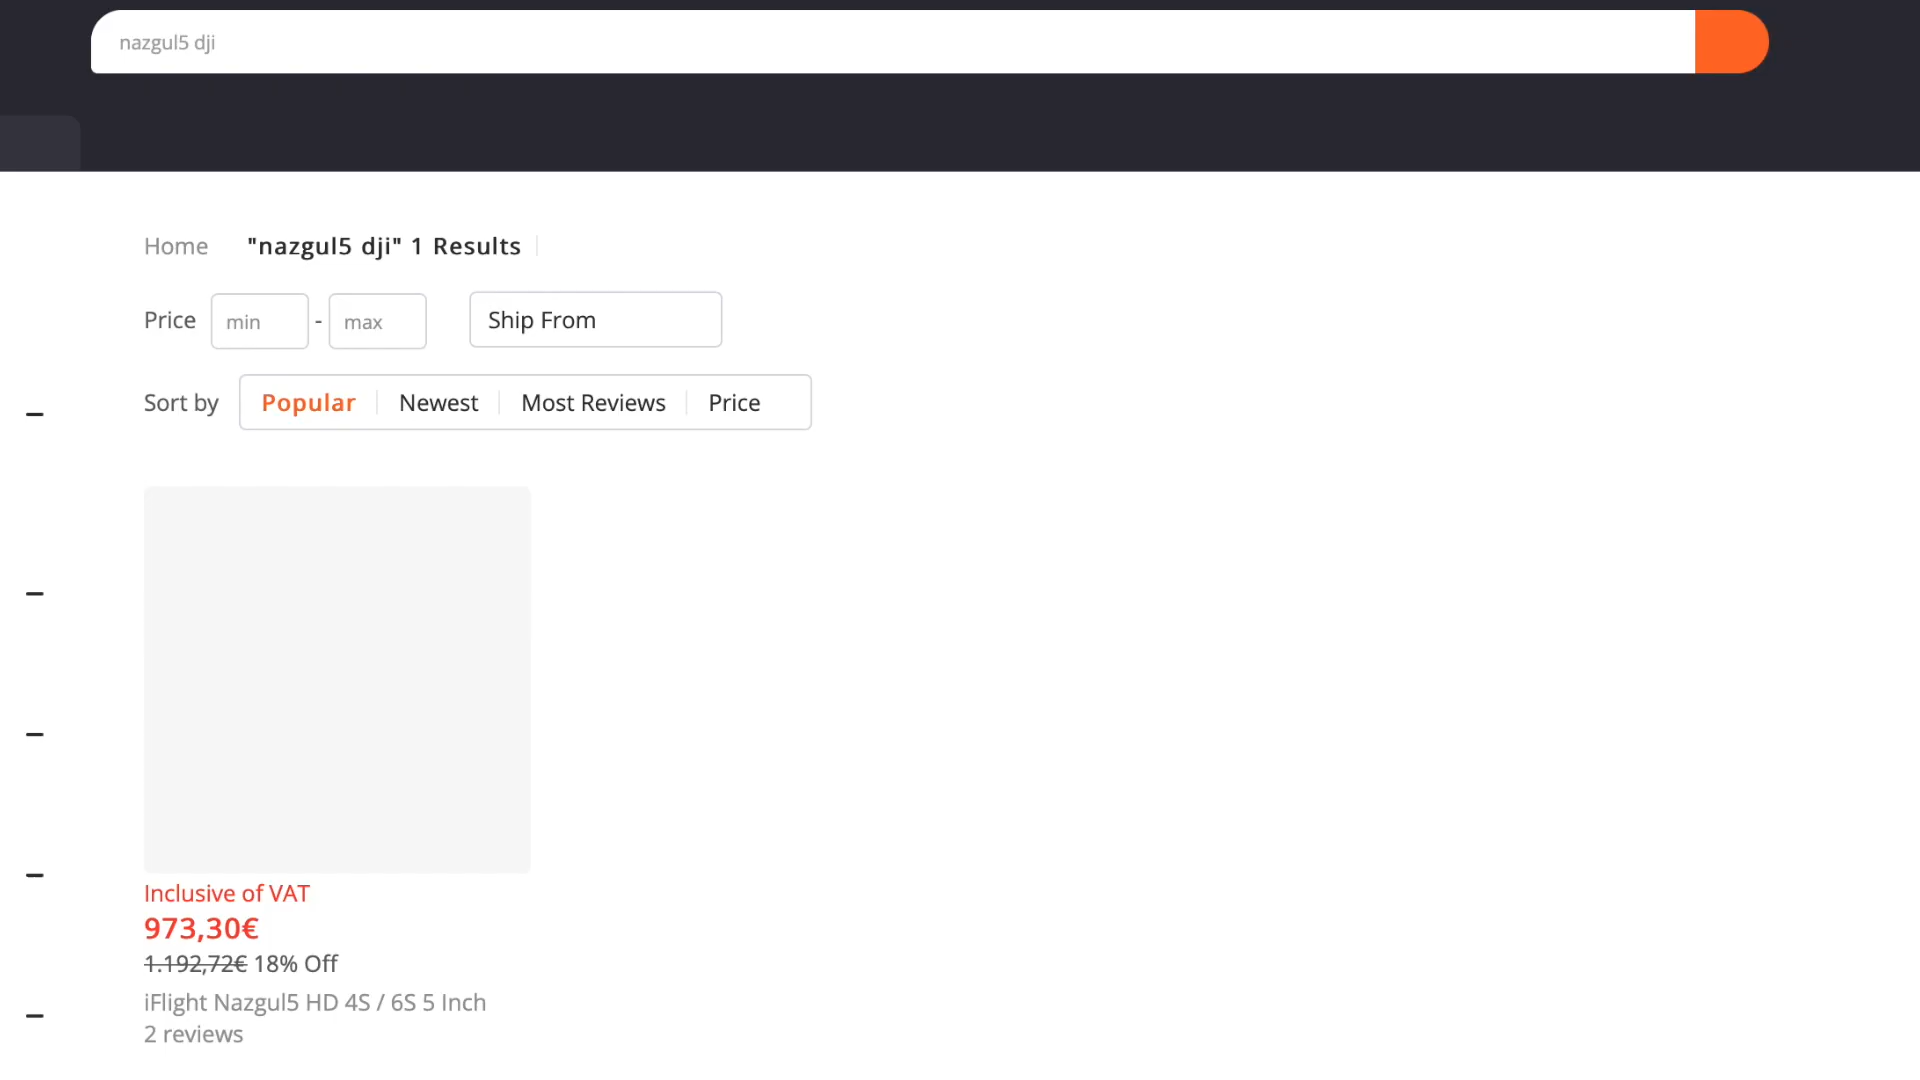 nazgul5 dji
Home "nazgul5 dji" 1 Results
Price min - max Ship From
Sort by Popular Newest Most Reviews Price
Inclusive of VAT
973,30€
1.192,72€ 18% Off
iFlight Nazgul5 HD 4S / 6S 5 Inch
2 reviews